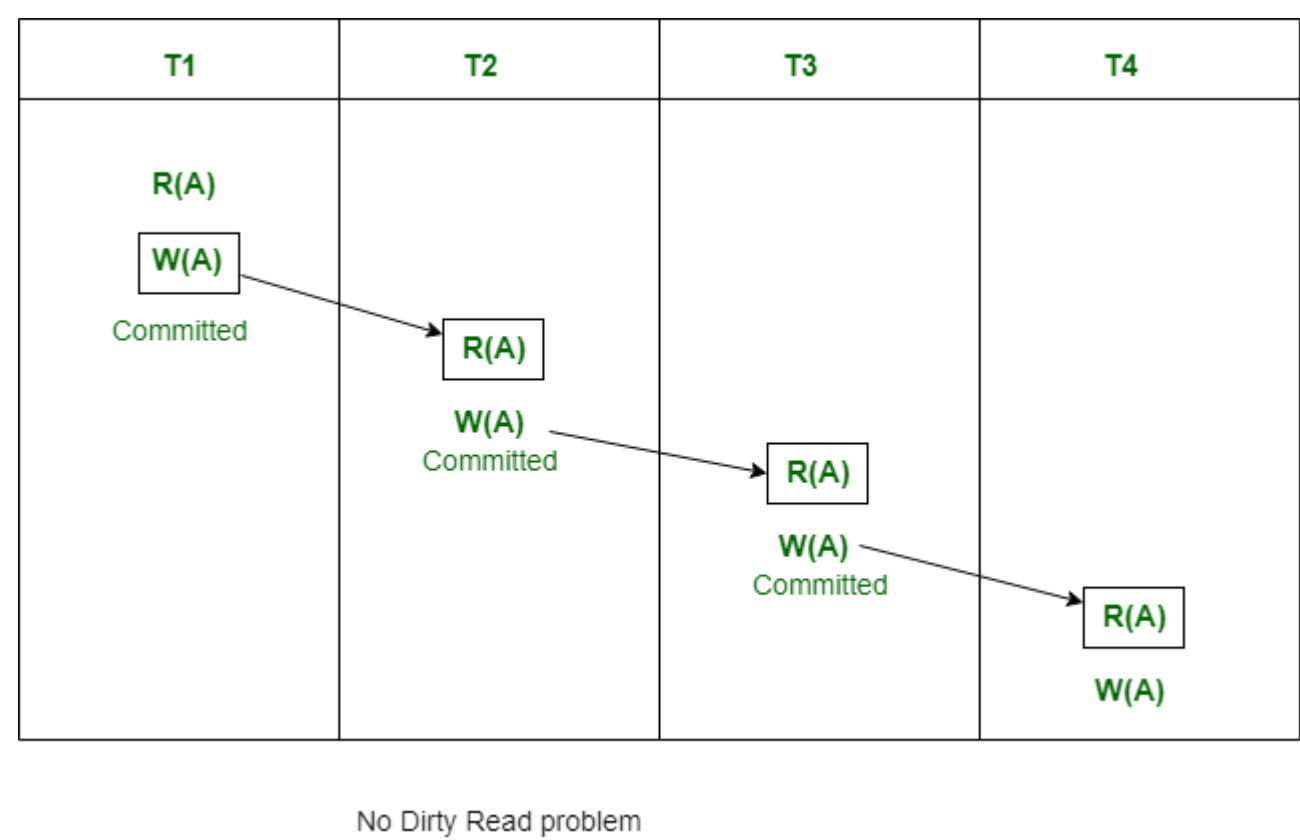 T1 T2 T3 T4
R(A)
W(A)
Committed
R(A)
W(A)
Committed
R(A)
W(A)
Committed
R(A)
W(A)
No Dirty Read problem